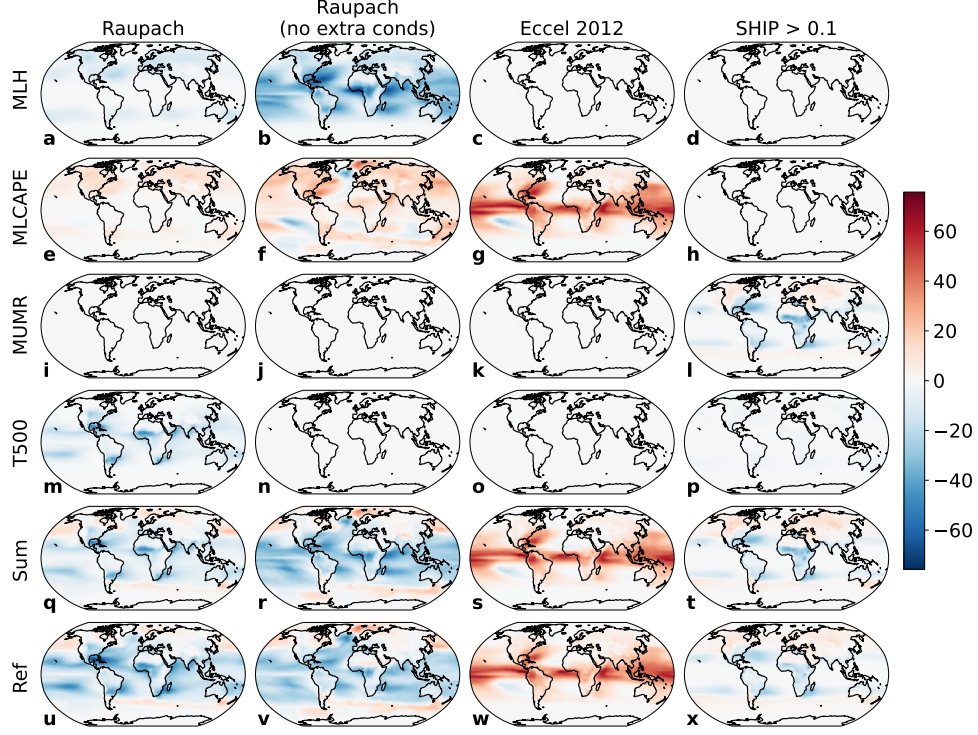 Raupach
Raupach
(no extra conds)
Eccel 2012
SHIP > 0.1
MLH
a
b
c
d
MLCAPE
e
f
g
h
MUMR
i
j
k
l
T500
m
n
o
p
Sum
q
r
s
t
Ref
u
v
w
x
60
40
20
0
−20
−40
−60